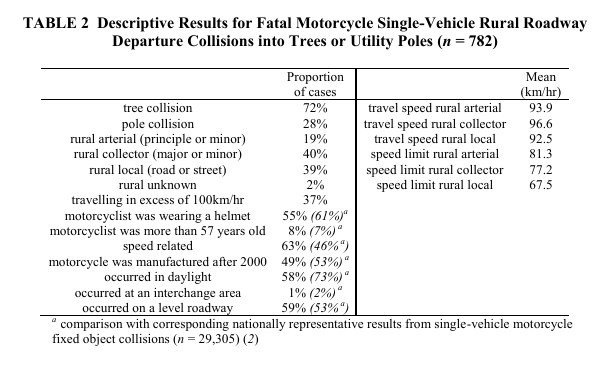 TABLE 2 Descriptive Results for Fatal Motorcycle Single-Vehicle Rural Roadway
Departure Collisions into Trees or Utility Poles (n = 782)
Proportion of cases Mean (km/hr)
tree collision 72% travel speed rural arterial 93.9
pole collision 28% travel speed rural collector 96.6
rural arterial (principle or minor) 19% travel speed rural local 92.5
rural collector (major or minor) 40% speed limit rural arterial 81.3
rural local (road or street) 39% speed limit rural collector 77.2
rural unknown 2% speed limit rural local 67.5
travelling in excess of 100km/hr 37%
motorcyclist was wearing a helmet 55% (61%)a
motorcyclist was more than 57 years old 8% (7%) a
speed related 63% (46%a)
motorcycle was manufactured after 2000 49% (53%) a
occurred in daylight 58% (73%) a
occurred at an interchange area 1% (2%) a
occurred on a level roadway 59% (53%a)
a comparison with corresponding nationally representative results from single-vehicle motorcycle
fixed object collisions (n = 29,305) (2)